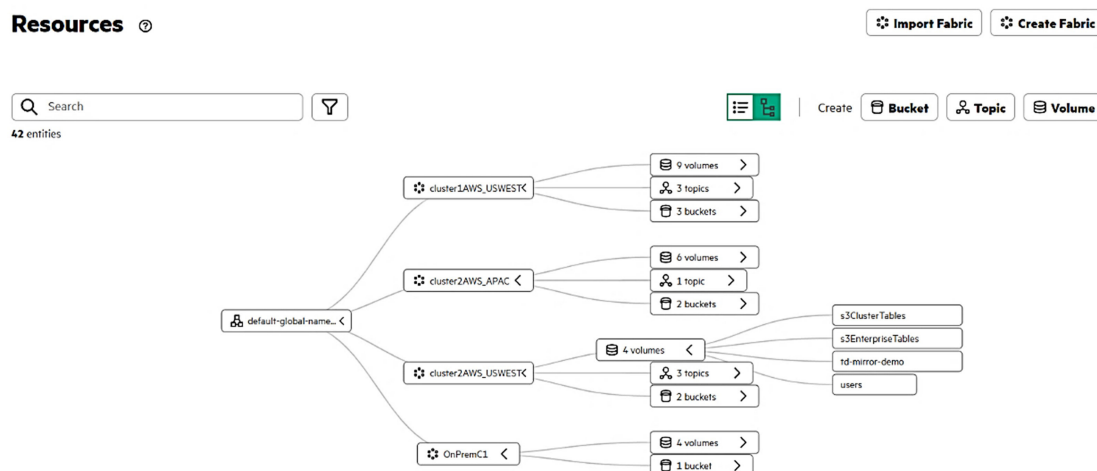 Resources
Import Fabric
Create Fabric
Search
42 entities
Create
Bucket
Topic
Volume
default-global-name...
cluster1AWS_USWEST
9 volumes
3 topics
3 buckets
cluster2AWS_APAC
6 volumes
1 topic
2 buckets
cluster2AWS_USWEST
4 volumes
s3ClusterTables
s3EnterpriseTables
td-mirror-demo
users
3 topics
2 buckets
OnPremC1
4 volumes
1 bucket